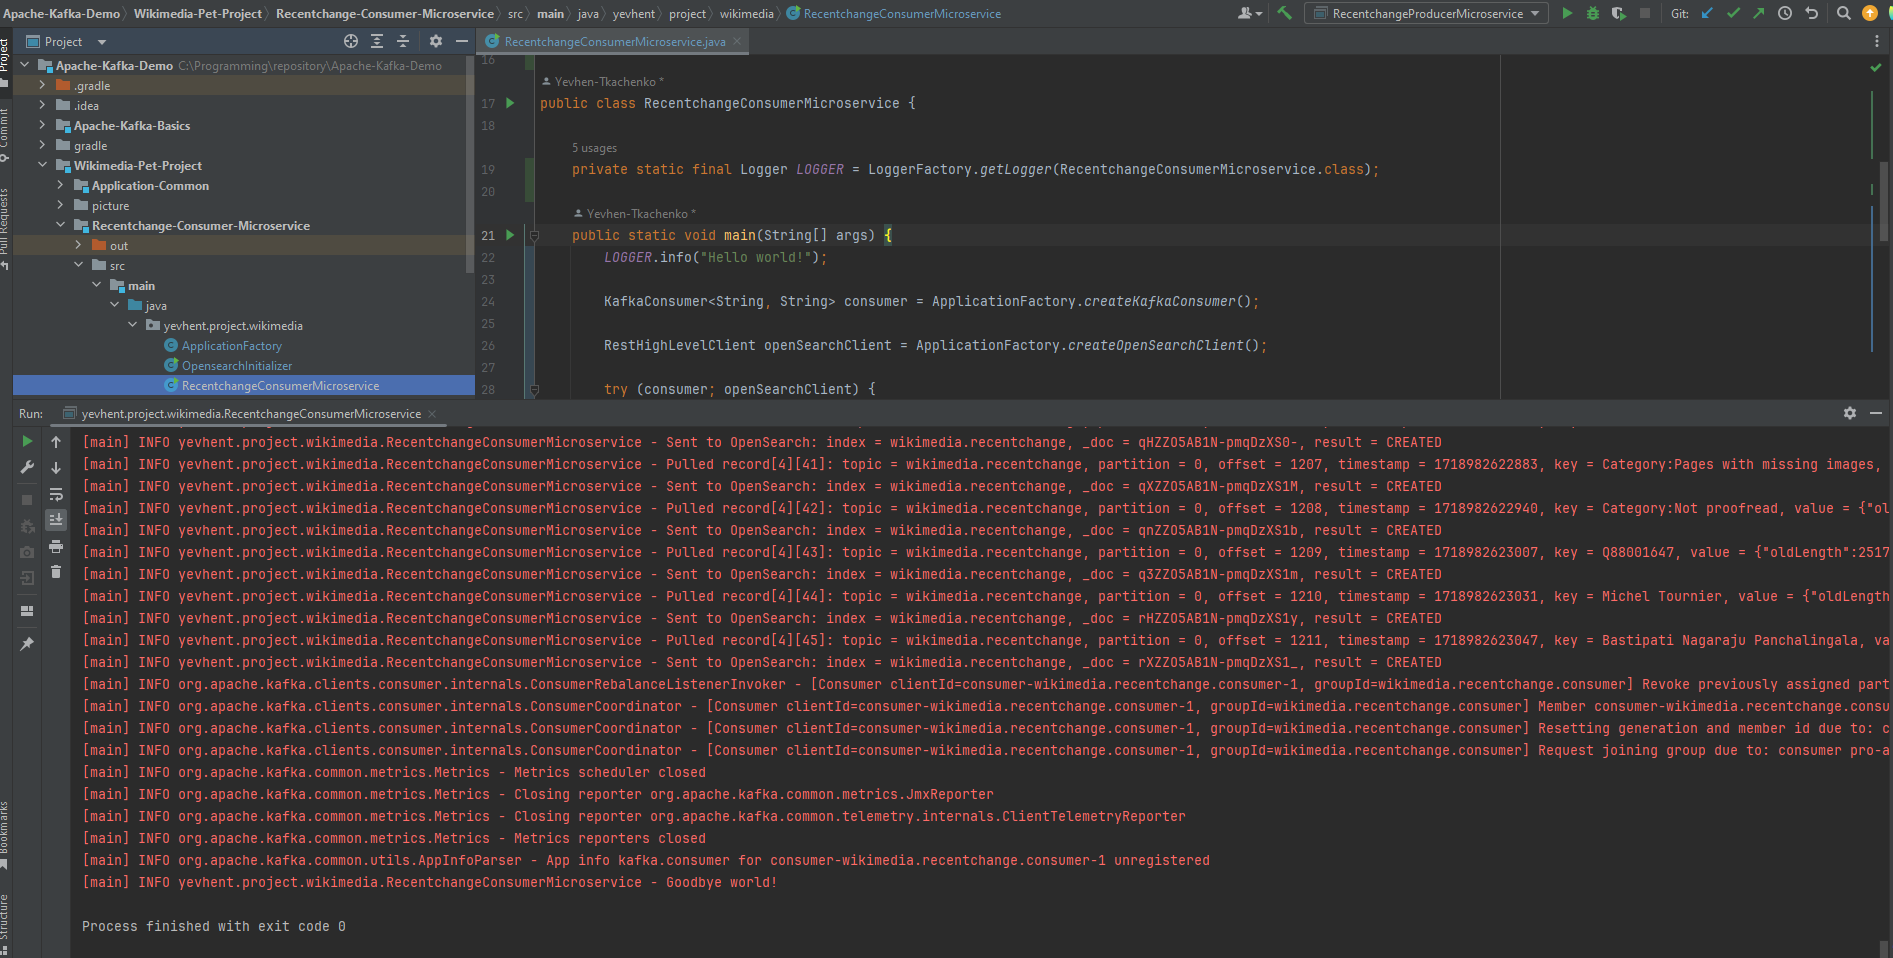 Apache-Kafka-Demo Wikimedia-Pet-Project Recentchange-Consumer-Microservice src main java yevhent project wikimedia RecentchangeConsumerMicroservice
RecentchangeProducerMicroservice
Git:
Project
Commit
Pull Requests
Bookmarks
Structure
Project
Apache-Kafka-Demo C:\Programming\repository\Apache-Kafka-Demo
.gradle
.idea
Apache-Kafka-Basics
gradle
Wikimedia-Pet-Project
Application-Common
picture
Recentchange-Consumer-Microservice
out
src
main
java
yevhent.project.wikimedia
ApplicationFactory
OpensearchInitializer
RecentchangeConsumerMicroservice
RecentchangeConsumerMicroservice.java
16
Yevhen-Tkachenko *
17 public class RecentchangeConsumerMicroservice {
18
5 usages
19 private static final Logger LOGGER = LoggerFactory.getLogger(RecentchangeConsumerMicroservice.class);
20
Yevhen-Tkachenko *
21 public static void main(String[] args) {
22 LOGGER.info("Hello world!");
23
24 KafkaConsumer<String, String> consumer = ApplicationFactory.createKafkaConsumer();
25
26 RestHighLevelClient openSearchClient = ApplicationFactory.createOpenSearchClient();
27
28 try (consumer; openSearchClient) {
Run: yevhent.project.wikimedia.RecentchangeConsumerMicroservice
[main] INFO yevhent.project.wikimedia.RecentchangeConsumerMicroservice - Sent to OpenSearch: index = wikimedia.recentchange, _doc = qHZZO5AB1N-pmqDzXS0-, result = CREATED
[main] INFO yevhent.project.wikimedia.RecentchangeConsumerMicroservice - Pulled record[4][41]: topic = wikimedia.recentchange, partition = 0, offset = 1207, timestamp = 1718982622883, key = Category:Pages with missing images,
[main] INFO yevhent.project.wikimedia.RecentchangeConsumerMicroservice - Sent to OpenSearch: index = wikimedia.recentchange, _doc = qXZZO5AB1N-pmqDzXS1M, result = CREATED
[main] INFO yevhent.project.wikimedia.RecentchangeConsumerMicroservice - Pulled record[4][42]: topic = wikimedia.recentchange, partition = 0, offset = 1208, timestamp = 1718982622940, key = Category:Not proofread, value = {"ol
[main] INFO yevhent.project.wikimedia.RecentchangeConsumerMicroservice - Sent to OpenSearch: index = wikimedia.recentchange, _doc = qnZZO5AB1N-pmqDzXS1b, result = CREATED
[main] INFO yevhent.project.wikimedia.RecentchangeConsumerMicroservice - Pulled record[4][43]: topic = wikimedia.recentchange, partition = 0, offset = 1209, timestamp = 1718982623007, key = Q88001647, value = {"oldLength":2517
[main] INFO yevhent.project.wikimedia.RecentchangeConsumerMicroservice - Sent to OpenSearch: index = wikimedia.recentchange, _doc = q3ZZO5AB1N-pmqDzXS1m, result = CREATED
[main] INFO yevhent.project.wikimedia.RecentchangeConsumerMicroservice - Pulled record[4][44]: topic = wikimedia.recentchange, partition = 0, offset = 1210, timestamp = 1718982623031, key = Michel Tournier, value = {"oldLength
[main] INFO yevhent.project.wikimedia.RecentchangeConsumerMicroservice - Sent to OpenSearch: index = wikimedia.recentchange, _doc = rHZZO5AB1N-pmqDzXS1y, result = CREATED
[main] INFO yevhent.project.wikimedia.RecentchangeConsumerMicroservice - Pulled record[4][45]: topic = wikimedia.recentchange, partition = 0, offset = 1211, timestamp = 1718982623047, key = Bastipati Nagaraju Panchalingala, va
[main] INFO yevhent.project.wikimedia.RecentchangeConsumerMicroservice - Sent to OpenSearch: index = wikimedia.recentchange, _doc = rXZZO5AB1N-pmqDzXS1_, result = CREATED
[main] INFO org.apache.kafka.clients.consumer.internals.ConsumerRebalanceListenerInvoker - [Consumer clientId=consumer-wikimedia.recentchange.consumer-1, groupId=wikimedia.recentchange.consumer] Revoke previously assigned part
[main] INFO org.apache.kafka.clients.consumer.internals.ConsumerCoordinator - [Consumer clientId=consumer-wikimedia.recentchange.consumer-1, groupId=wikimedia.recentchange.consumer] Member consumer-wikimedia.recentchange.consu
[main] INFO org.apache.kafka.clients.consumer.internals.ConsumerCoordinator - [Consumer clientId=consumer-wikimedia.recentchange.consumer-1, groupId=wikimedia.recentchange.consumer] Resetting generation and member id due to: c
[main] INFO org.apache.kafka.clients.consumer.internals.ConsumerCoordinator - [Consumer clientId=consumer-wikimedia.recentchange.consumer-1, groupId=wikimedia.recentchange.consumer] Request joining group due to: consumer pro-a
[main] INFO org.apache.kafka.common.metrics.Metrics - Metrics scheduler closed
[main] INFO org.apache.kafka.common.metrics.Metrics - Closing reporter org.apache.kafka.common.metrics.JmxReporter
[main] INFO org.apache.kafka.common.metrics.Metrics - Closing reporter org.apache.kafka.common.telemetry.internals.ClientTelemetryReporter
[main] INFO org.apache.kafka.common.metrics.Metrics - Metrics reporters closed
[main] INFO org.apache.kafka.common.utils.AppInfoParser - App info kafka.consumer for consumer-wikimedia.recentchange.consumer-1 unregistered
[main] INFO yevhent.project.wikimedia.RecentchangeConsumerMicroservice - Goodbye world!
Process finished with exit code 0